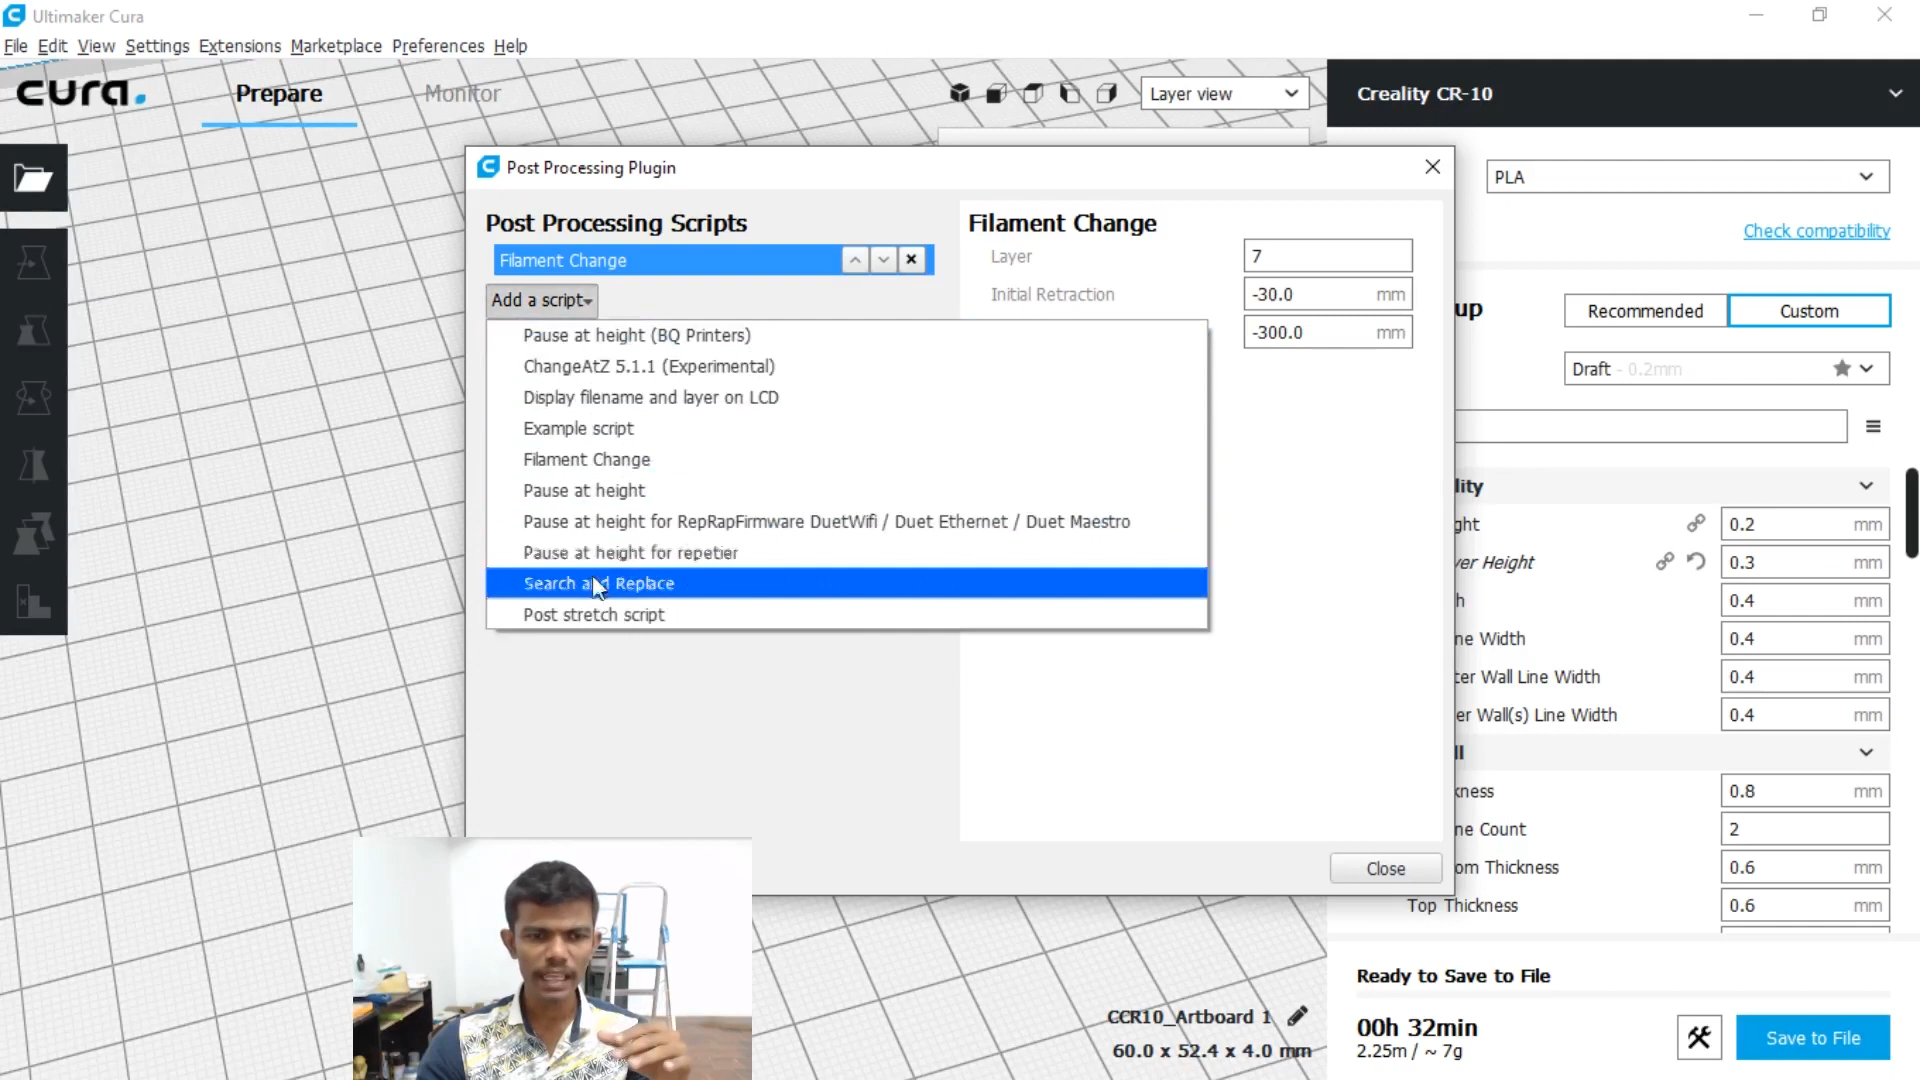 Ultimaker Cura
File Edit View Settings Extensions Marketplace Preferences Help
cura.
Prepare
Monitor
Layer view
Creality CR-10
Post Processing Plugin
PLA
Check compatibility
Post Processing Scripts
Filament Change
Add a script
Pause at height (BQ Printers)
ChangeAtZ 5.1.1 (Experimental)
Display filename and layer on LCD
Example script
Filament Change
Pause at height
Pause at height for RepRapFirmware DuetWifi / Duet Ethernet / Duet Maestro
Pause at height for repetier
Search and Replace
Post stretch script
Filament Change
Layer 7
Initial Retraction -30.0 mm
-300.0 mm
Close
up
Recommended
Custom
Draft - 0.2mm
lity
ght 0.2 mm
yer Height 0.3 mm
h 0.4 mm
ne Width 0.4 mm
ter Wall Line Width 0.4 mm
er Wall(s) Line Width 0.4 mm
ll
kness 0.8 mm
ne Count 2
om Thickness 0.6 mm
Top Thickness 0.6 mm
Ready to Save to File
00h 32min
2.25m / ~ 7g
Save to File
CCR10_Artboard 1
60.0 x 52.4 x 4.0 mm